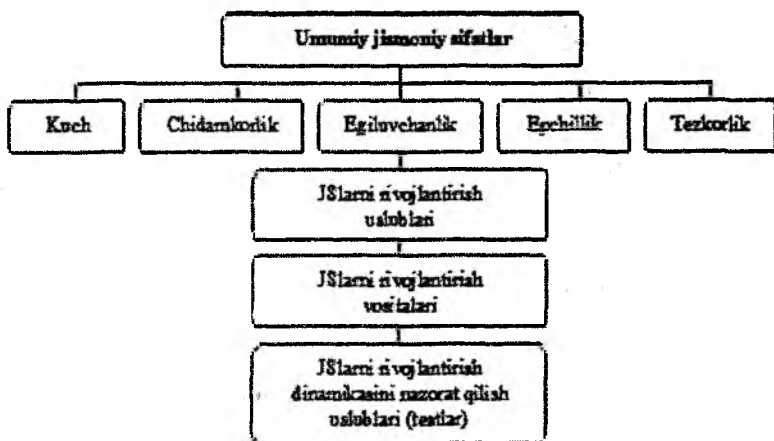 Umumiy jismoniy sifatlar
Kuch
Chidamkorlik
Egiluvchanlik
Epchillik
Tezkorlik
JSlarni rivojlantirish
uslublari
JSlarni rivojlantirish
vositalari
JSlarni rivojlantirish
dinamikasini nazorat qilish
uslublari (testlar)